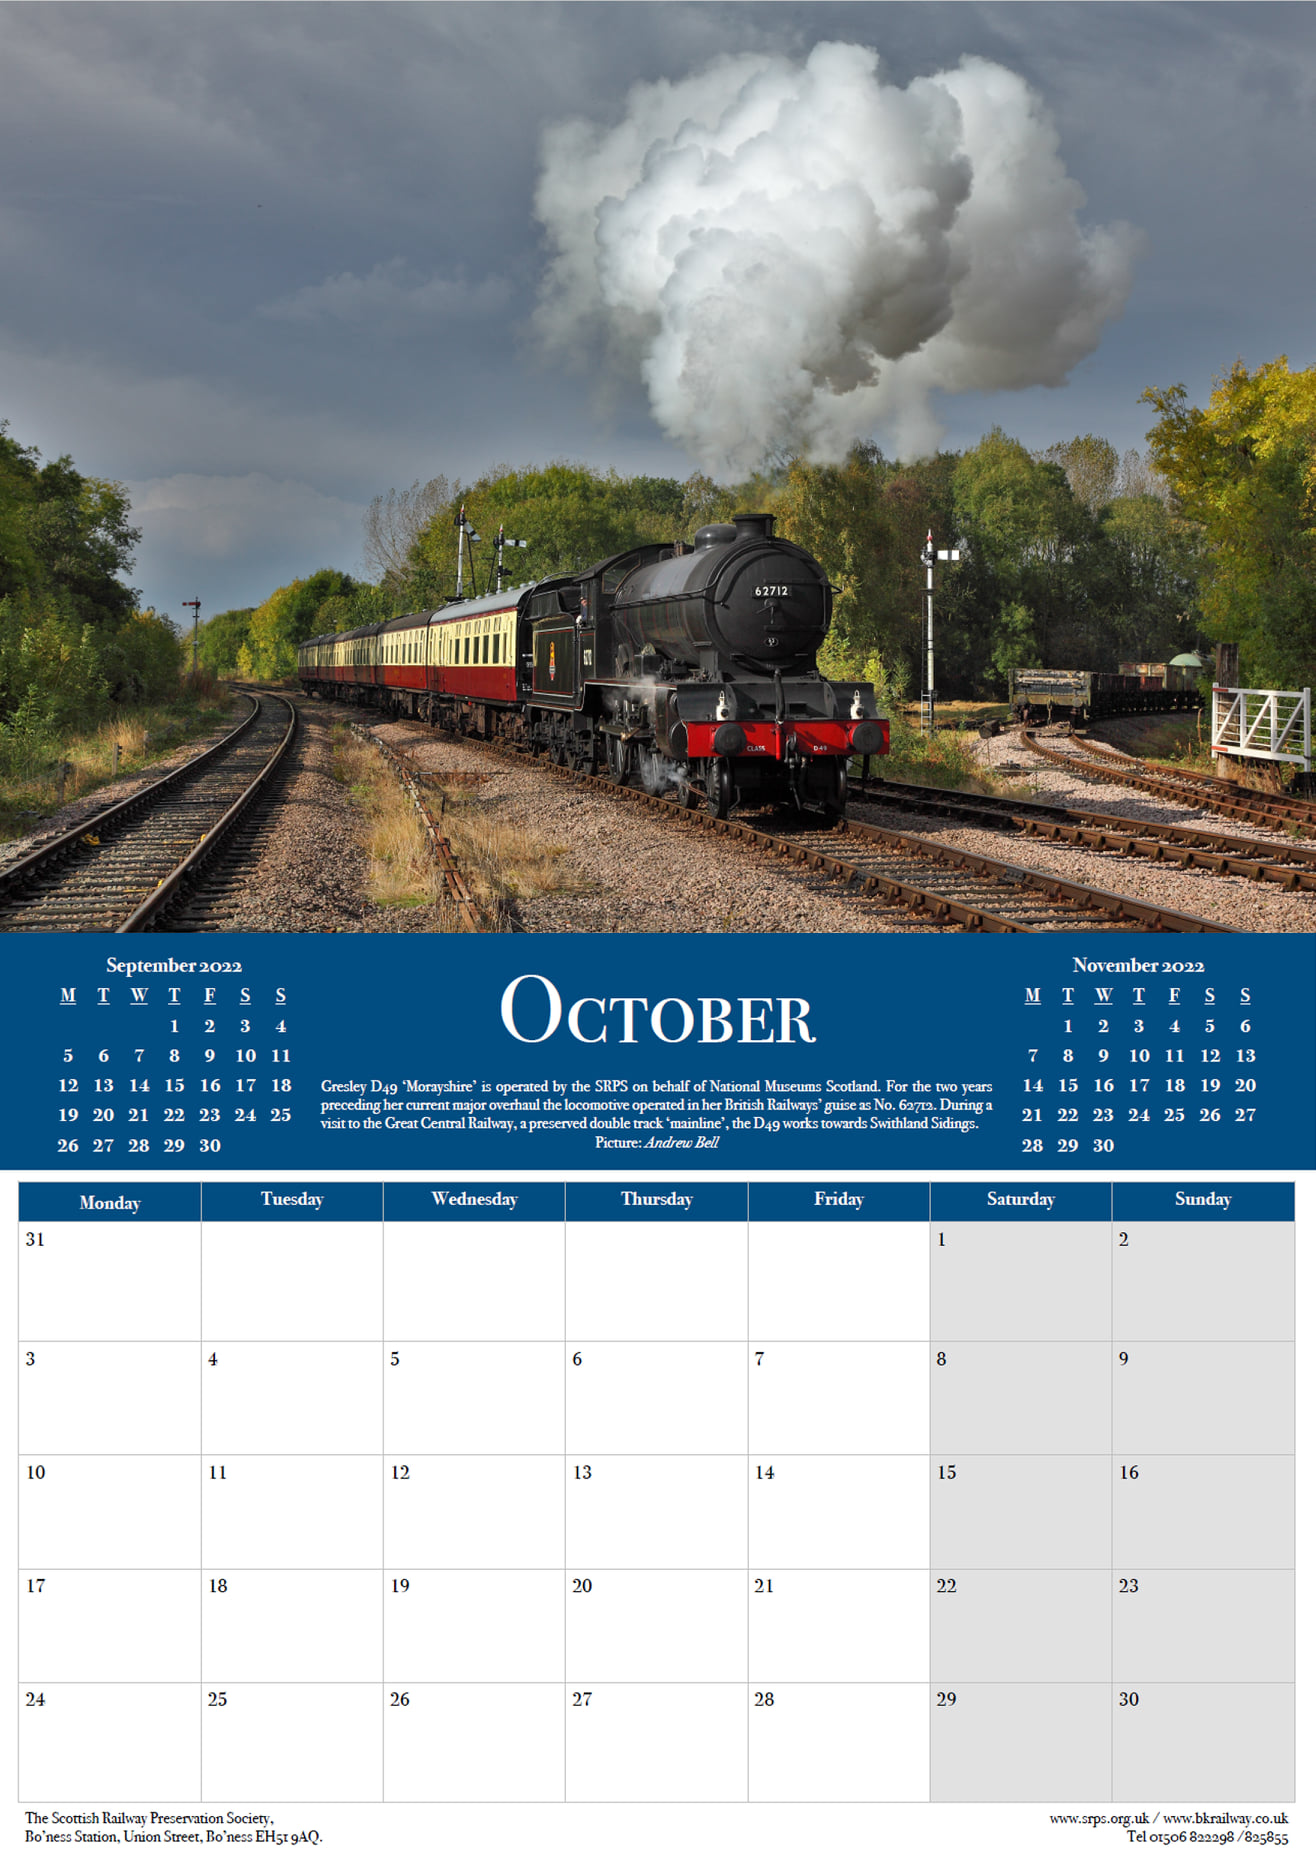 62712
CLASS D49
September 2022
M T W T F S S
1 2 3 4
5 6 7 8 9 10 11
12 13 14 15 16 17 18
19 20 21 22 23 24 25
26 27 28 29 30
OCTOBER
Gresley D49 ‘Morayshire’ is operated by the SRPS on behalf of National Museums Scotland. For the two years
preceding her current major overhaul the locomotive operated in her British Railways’ guise as No. 62712. During a
visit to the Great Central Railway, a preserved double track ‘mainline’, the D49 works towards Swithland Sidings.
Picture: Andrew Bell
November 2022
M T W T F S S
1 2 3 4 5 6
7 8 9 10 11 12 13
14 15 16 17 18 19 20
21 22 23 24 25 26 27
28 29 30
Monday Tuesday Wednesday Thursday Friday Saturday Sunday
31 1 2
3 4 5 6 7 8 9
10 11 12 13 14 15 16
17 18 19 20 21 22 23
24 25 26 27 28 29 30
The Scottish Railway Preservation Society,
Bo’ness Station, Union Street, Bo’ness EH51 9AQ.
www.srps.org.uk / www.bkrailway.co.uk
Tel 01506 822298 /825855